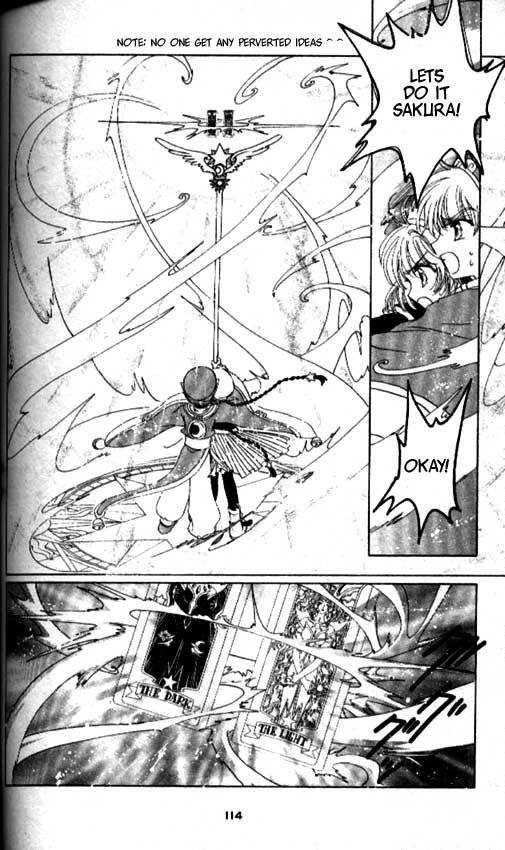 NOTE: NO ONE GET ANY PERVERTED IDEAS ^ ^
LETS
DO IT
SAKURA!
OKAY!
THE DARK
THE LIGHT
114